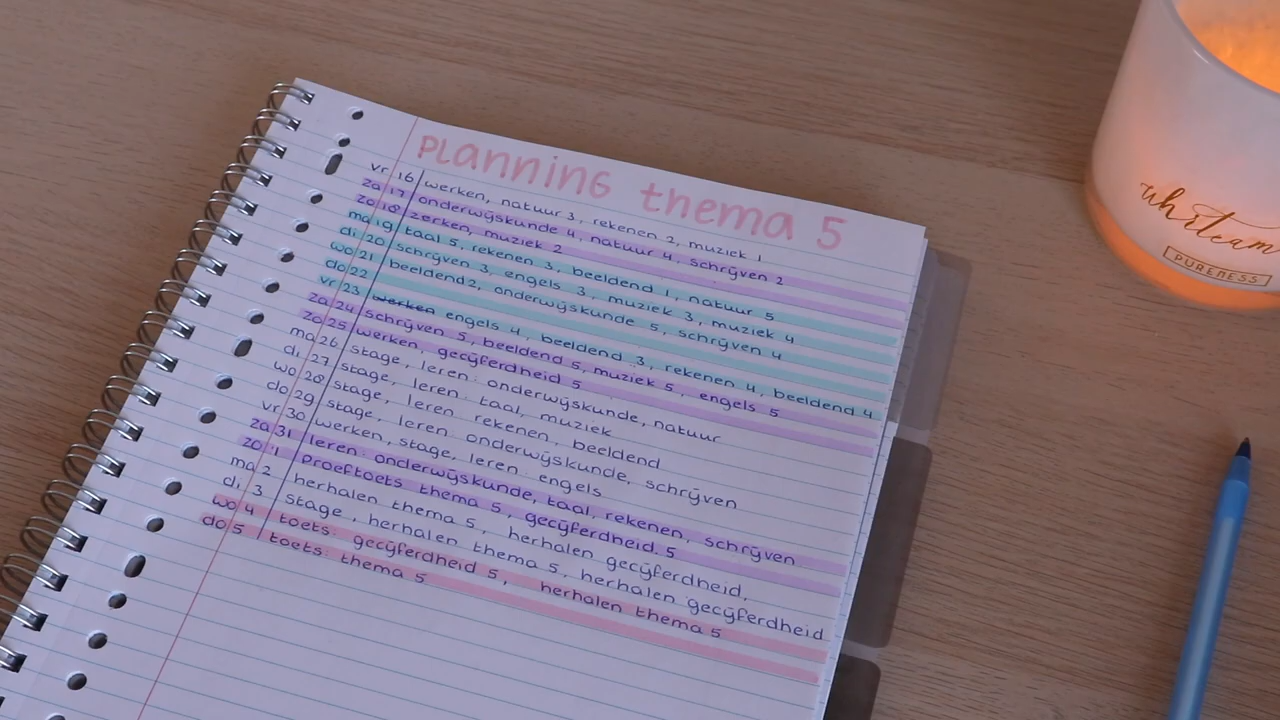 PLanninG thema 5
vr 16 werken, natuur 3, rekenen 2, muziek 1
za 17 onderwijskunde 4, natuur 4, schrijven 2
zo 18 zerken, muziek 2
ma 19 taal 5, rekenen 3, beeldend 1, natuur 5
di 20 schrijven 3, engels 3, muziek 3, muziek 4
wo 21 beeldend 2, onderwijskunde 5, schrijven 4
do 22
vr 23 werken engels 4, beeldend 3, rekenen 4, beeldend 4
za 24 schrijven 5, beeldend 5, muziek 5, engels 5
zo 25 werken, gecijferdheid 5
ma 26 stage, leren: onderwijskunde, natuur
di 27 stage, leren: taal, muziek
wo 28 stage, leren rekenen, beeldend
do 29 stage, leren: onderwijskunde, schrijven
vr 30 werken, stage, leren: engels
za 31 leren: onderwijskunde, taal, rekenen, schrijven
zo 1 proeftoets thema 5, gecijferdheid 5
ma 2 herhalen thema 5, herhalen gecijferdheid,
di 3 stage, herhalen thema 5, herhalen gecijferdheid
wo 4 toets: gecijferdheid 5, herhalen thema 5
do 5 toets: thema 5
whiteam
PURENESS